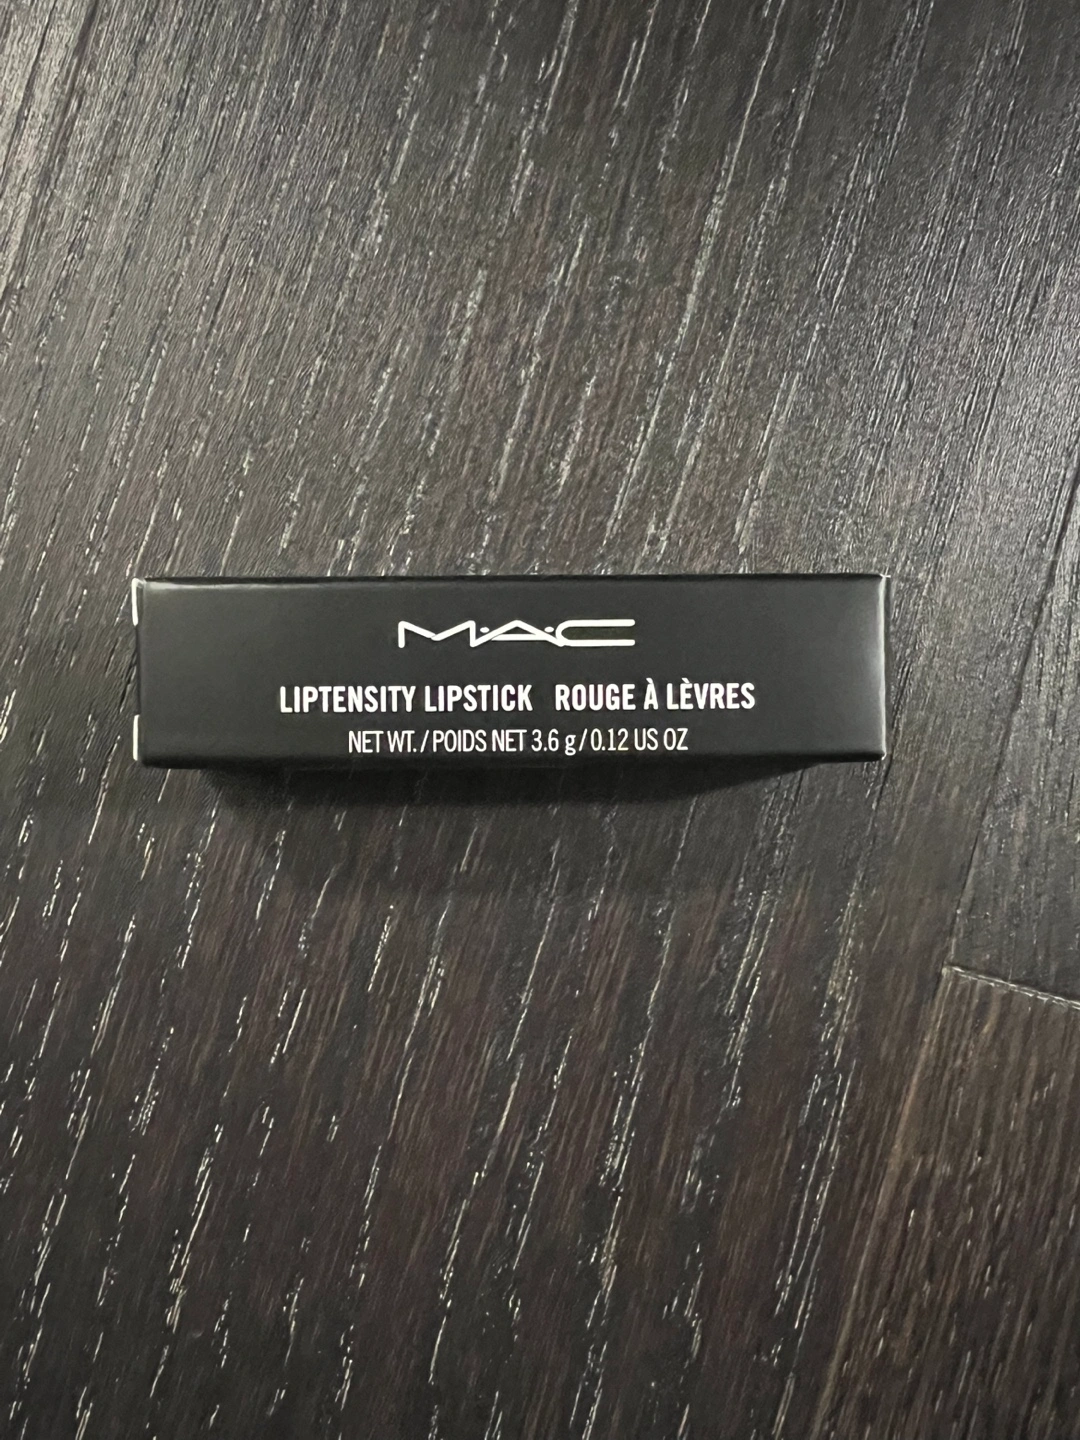 M·A·C
LIPTENSITY LIPSTICK ROUGE À LÈVRES
NET WT./POIDS NET 3.6 g/0.12 US OZ